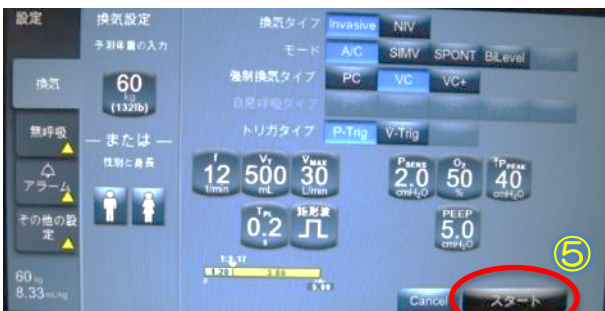 設定
換気設定
予測体重の入力
60
kg
(132lb)
または
性別と身長
換気
無呼吸
アラーム
その他の設
定
60 kg
8.33 mL/kg
換気タイプ Invasive NIV
モード A/C SIMV SPONT BiLevel
強制換気タイプ PC VC VC+
自発呼吸タイプ
トリガタイプ P-Trig V-Trig
f
12
1/min
VT
500
mL
VMAX
30
L/min
PSENS
2.0
cmH2O
O2
50
%
↑PPEAK
40
cmH2O
TPL
0.2
s
矩形波
PEEP
5.0
cmH2O
1:3.17
1.20 3.80
5.00
⑤
Cancel スタート